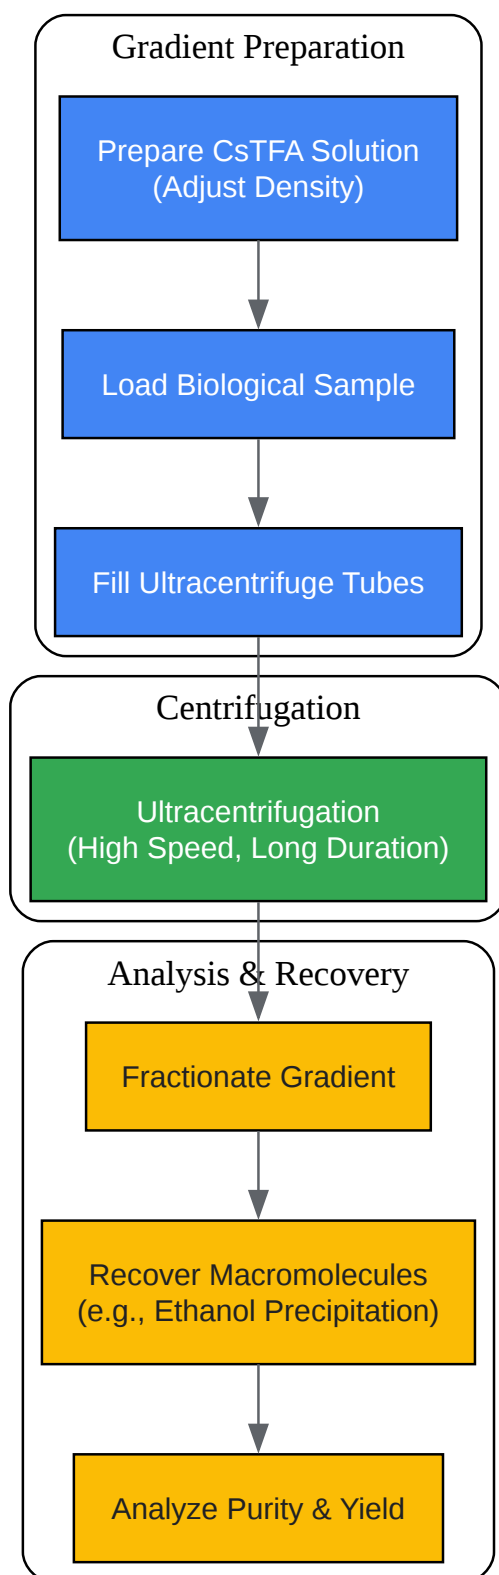 Gradient Preparation
Prepare CsTFA Solution
(Adjust Density)
Load Biological Sample
Fill Ultracentrifuge Tubes
Centrifugation
Ultracentrifugation
(High Speed, Long Duration)
Analysis & Recovery
Fractionate Gradient
Recover Macromolecules
(e.g., Ethanol Precipitation)
Analyze Purity & Yield